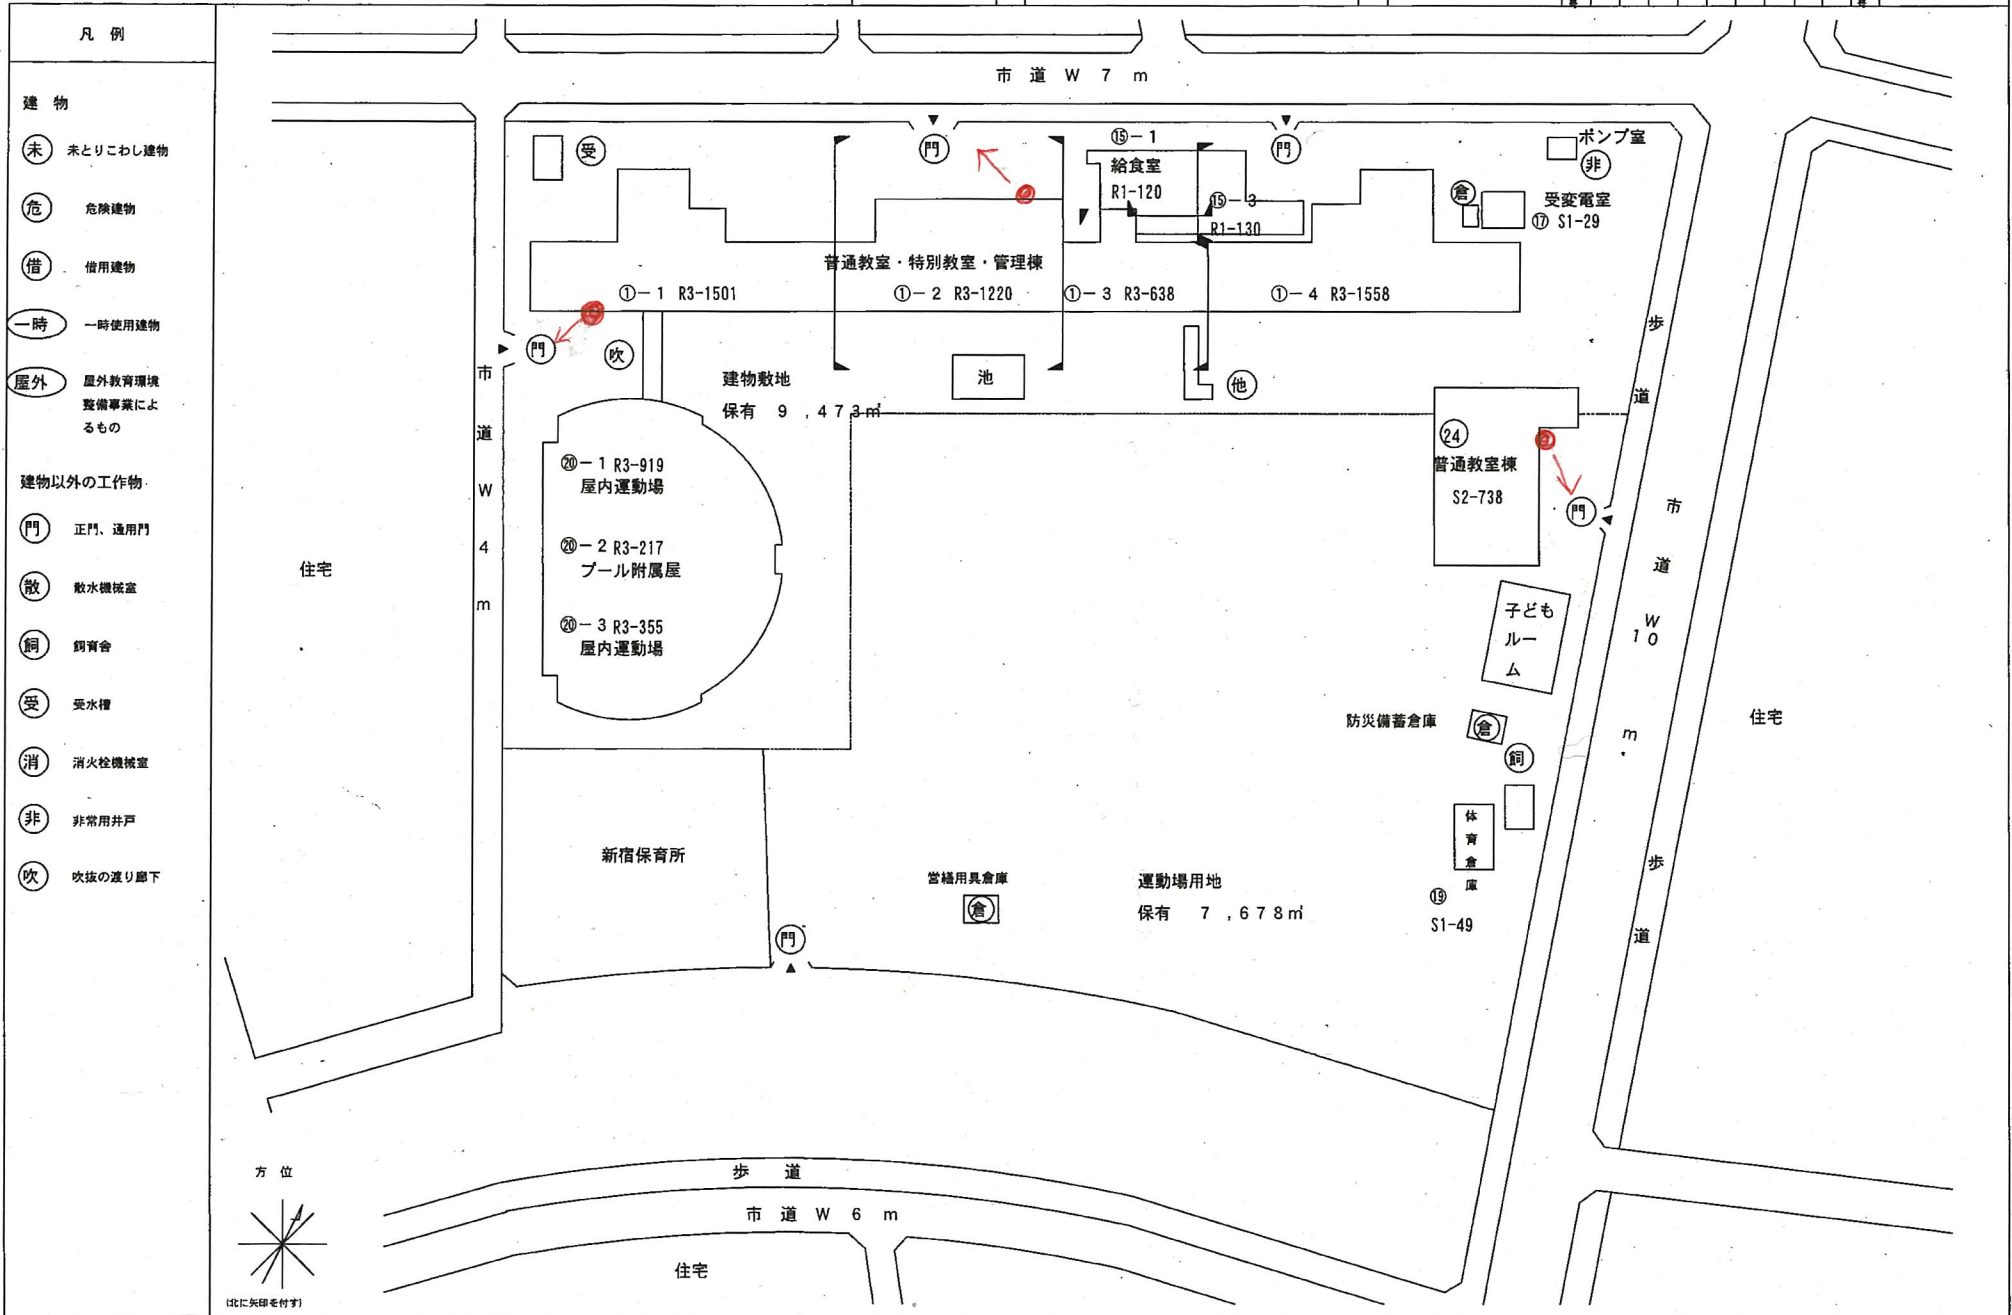 凡 例
建 物
未 未とりこわし建物
危 危険建物
借 借用建物
一時 一時使用建物
屋外 屋外教育環境
整備事業によ
るもの
建物以外の工作物
門 正門、通用門
散 散水機械室
飼 飼育舎
受 受水槽
消 消火栓機械室
非 非常用井戸
吹 吹抜の渡り廊下
方 位
(北に矢印を付す)
市 道 W 7 m
門
門
受
⑮－1
給食室
R1-120
⑮－3
R1-130
ポンプ室
非
倉
受変電室
⑰ S1-29
普通教室・特別教室・管理棟
①－1 R3-1501
①－2 R3-1220
①－3 R3-638
①－4 R3-1558
門
吹
建物敷地
保有 9,473㎡
池
他
市道W4m
⑳－1 R3-919
屋内運動場
⑳－2 R3-217
プール附属屋
⑳－3 R3-355
屋内運動場
住宅
㉔
普通教室棟
S2-738
門
歩道
市道W10m
子ども
ルー
ム
防災備蓄倉庫
倉
飼
体育倉庫
⑲
S1-49
歩道
住宅
新宿保育所
営繕用具倉庫
倉
運動場用地
保有 7,678㎡
門
歩 道
市 道 W 6 m
住宅